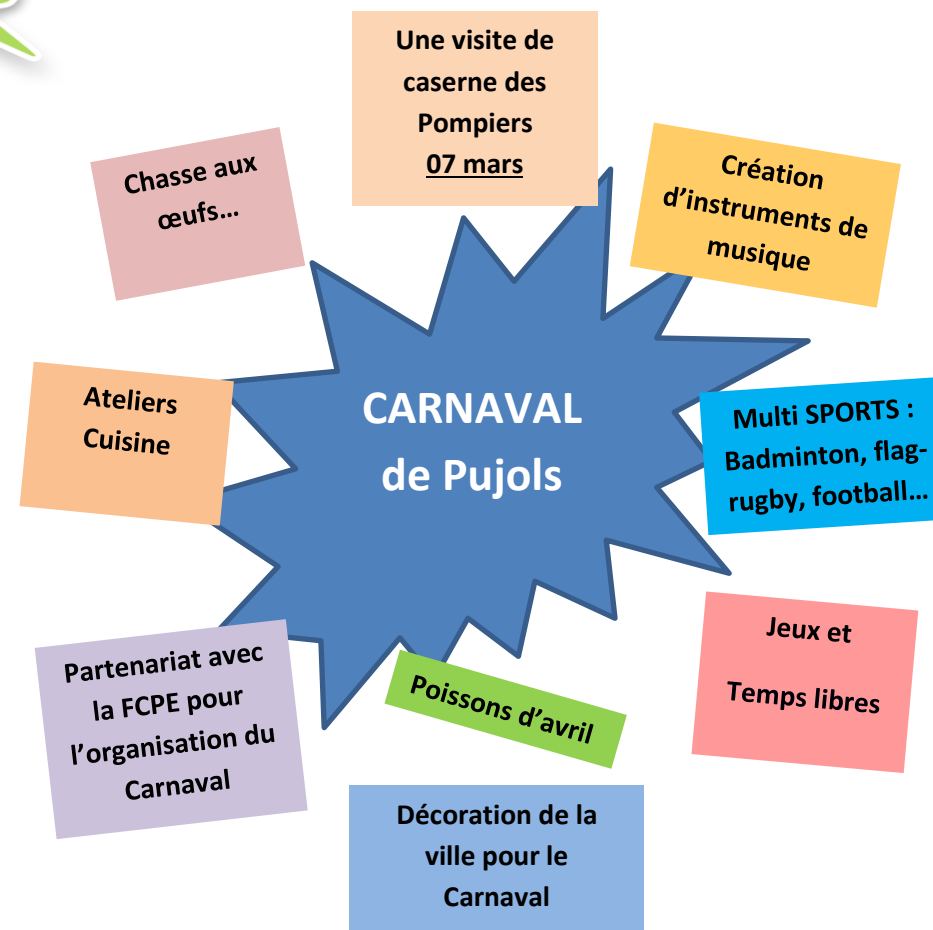 Une visite de
caserne des
Pompiers
07 mars
Chasse aux
œufs…
Création
d’instruments de
musique
Ateliers
Cuisine
CARNAVAL
de Pujols
Multi SPORTS :
Badminton, flag-
rugby, football…
Partenariat avec
la FCPE pour
l’organisation du
Carnaval
Poissons d’avril
Jeux et
Temps libres
Décoration de la
ville pour le
Carnaval